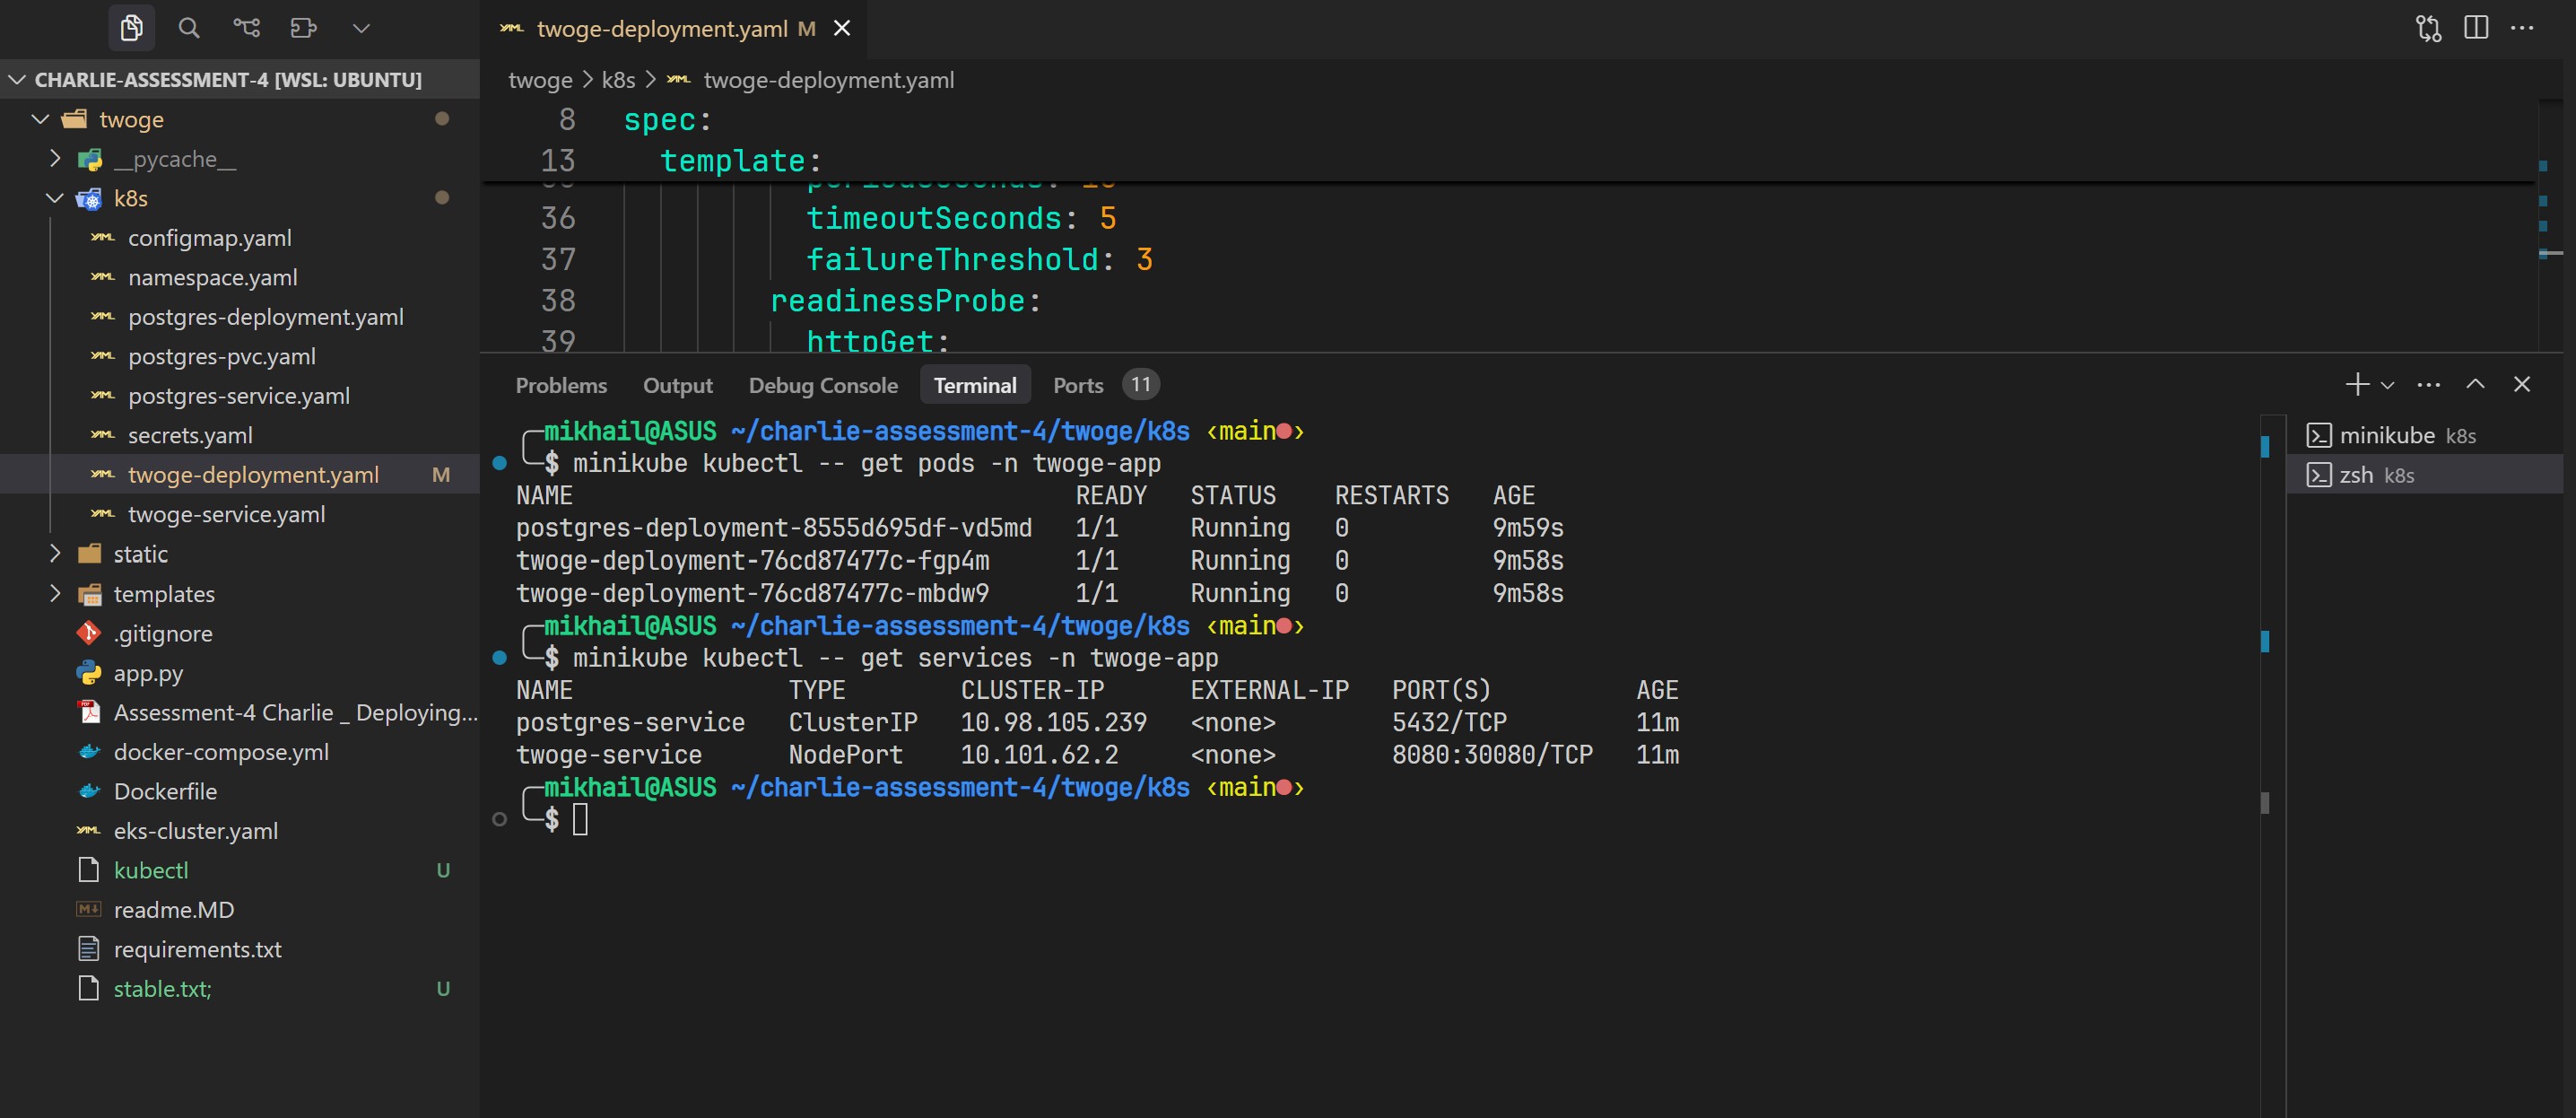 twoge-deployment.yaml M
CHARLIE-ASSESSMENT-4 [WSL: UBUNTU]
twoge
__pycache__
k8s
configmap.yaml
namespace.yaml
postgres-deployment.yaml
postgres-pvc.yaml
postgres-service.yaml
secrets.yaml
twoge-deployment.yaml M
twoge-service.yaml
static
templates
.gitignore
app.py
Assessment-4 Charlie _ Deploying...
docker-compose.yml
Dockerfile
eks-cluster.yaml
kubectl U
readme.MD
requirements.txt
stable.txt; U
twoge > k8s > twoge-deployment.yaml
8 spec:
13 template:
36 timeoutSeconds: 5
37 failureThreshold: 3
38 readinessProbe:
39 httpGet:
Problems Output Debug Console Terminal Ports 11
mikhail@ASUS ~/charlie-assessment-4/twoge/k8s ‹main●›
$ minikube kubectl -- get pods -n twoge-app
NAME READY STATUS RESTARTS AGE
postgres-deployment-8555d695df-vd5md 1/1 Running 0 9m59s
twoge-deployment-76cd87477c-fgp4m 1/1 Running 0 9m58s
twoge-deployment-76cd87477c-mbdw9 1/1 Running 0 9m58s
mikhail@ASUS ~/charlie-assessment-4/twoge/k8s ‹main●›
$ minikube kubectl -- get services -n twoge-app
NAME TYPE CLUSTER-IP EXTERNAL-IP PORT(S) AGE
postgres-service ClusterIP 10.98.105.239 <none> 5432/TCP 11m
twoge-service NodePort 10.101.62.2 <none> 8080:30080/TCP 11m
mikhail@ASUS ~/charlie-assessment-4/twoge/k8s ‹main●›
$
minikube k8s
zsh k8s